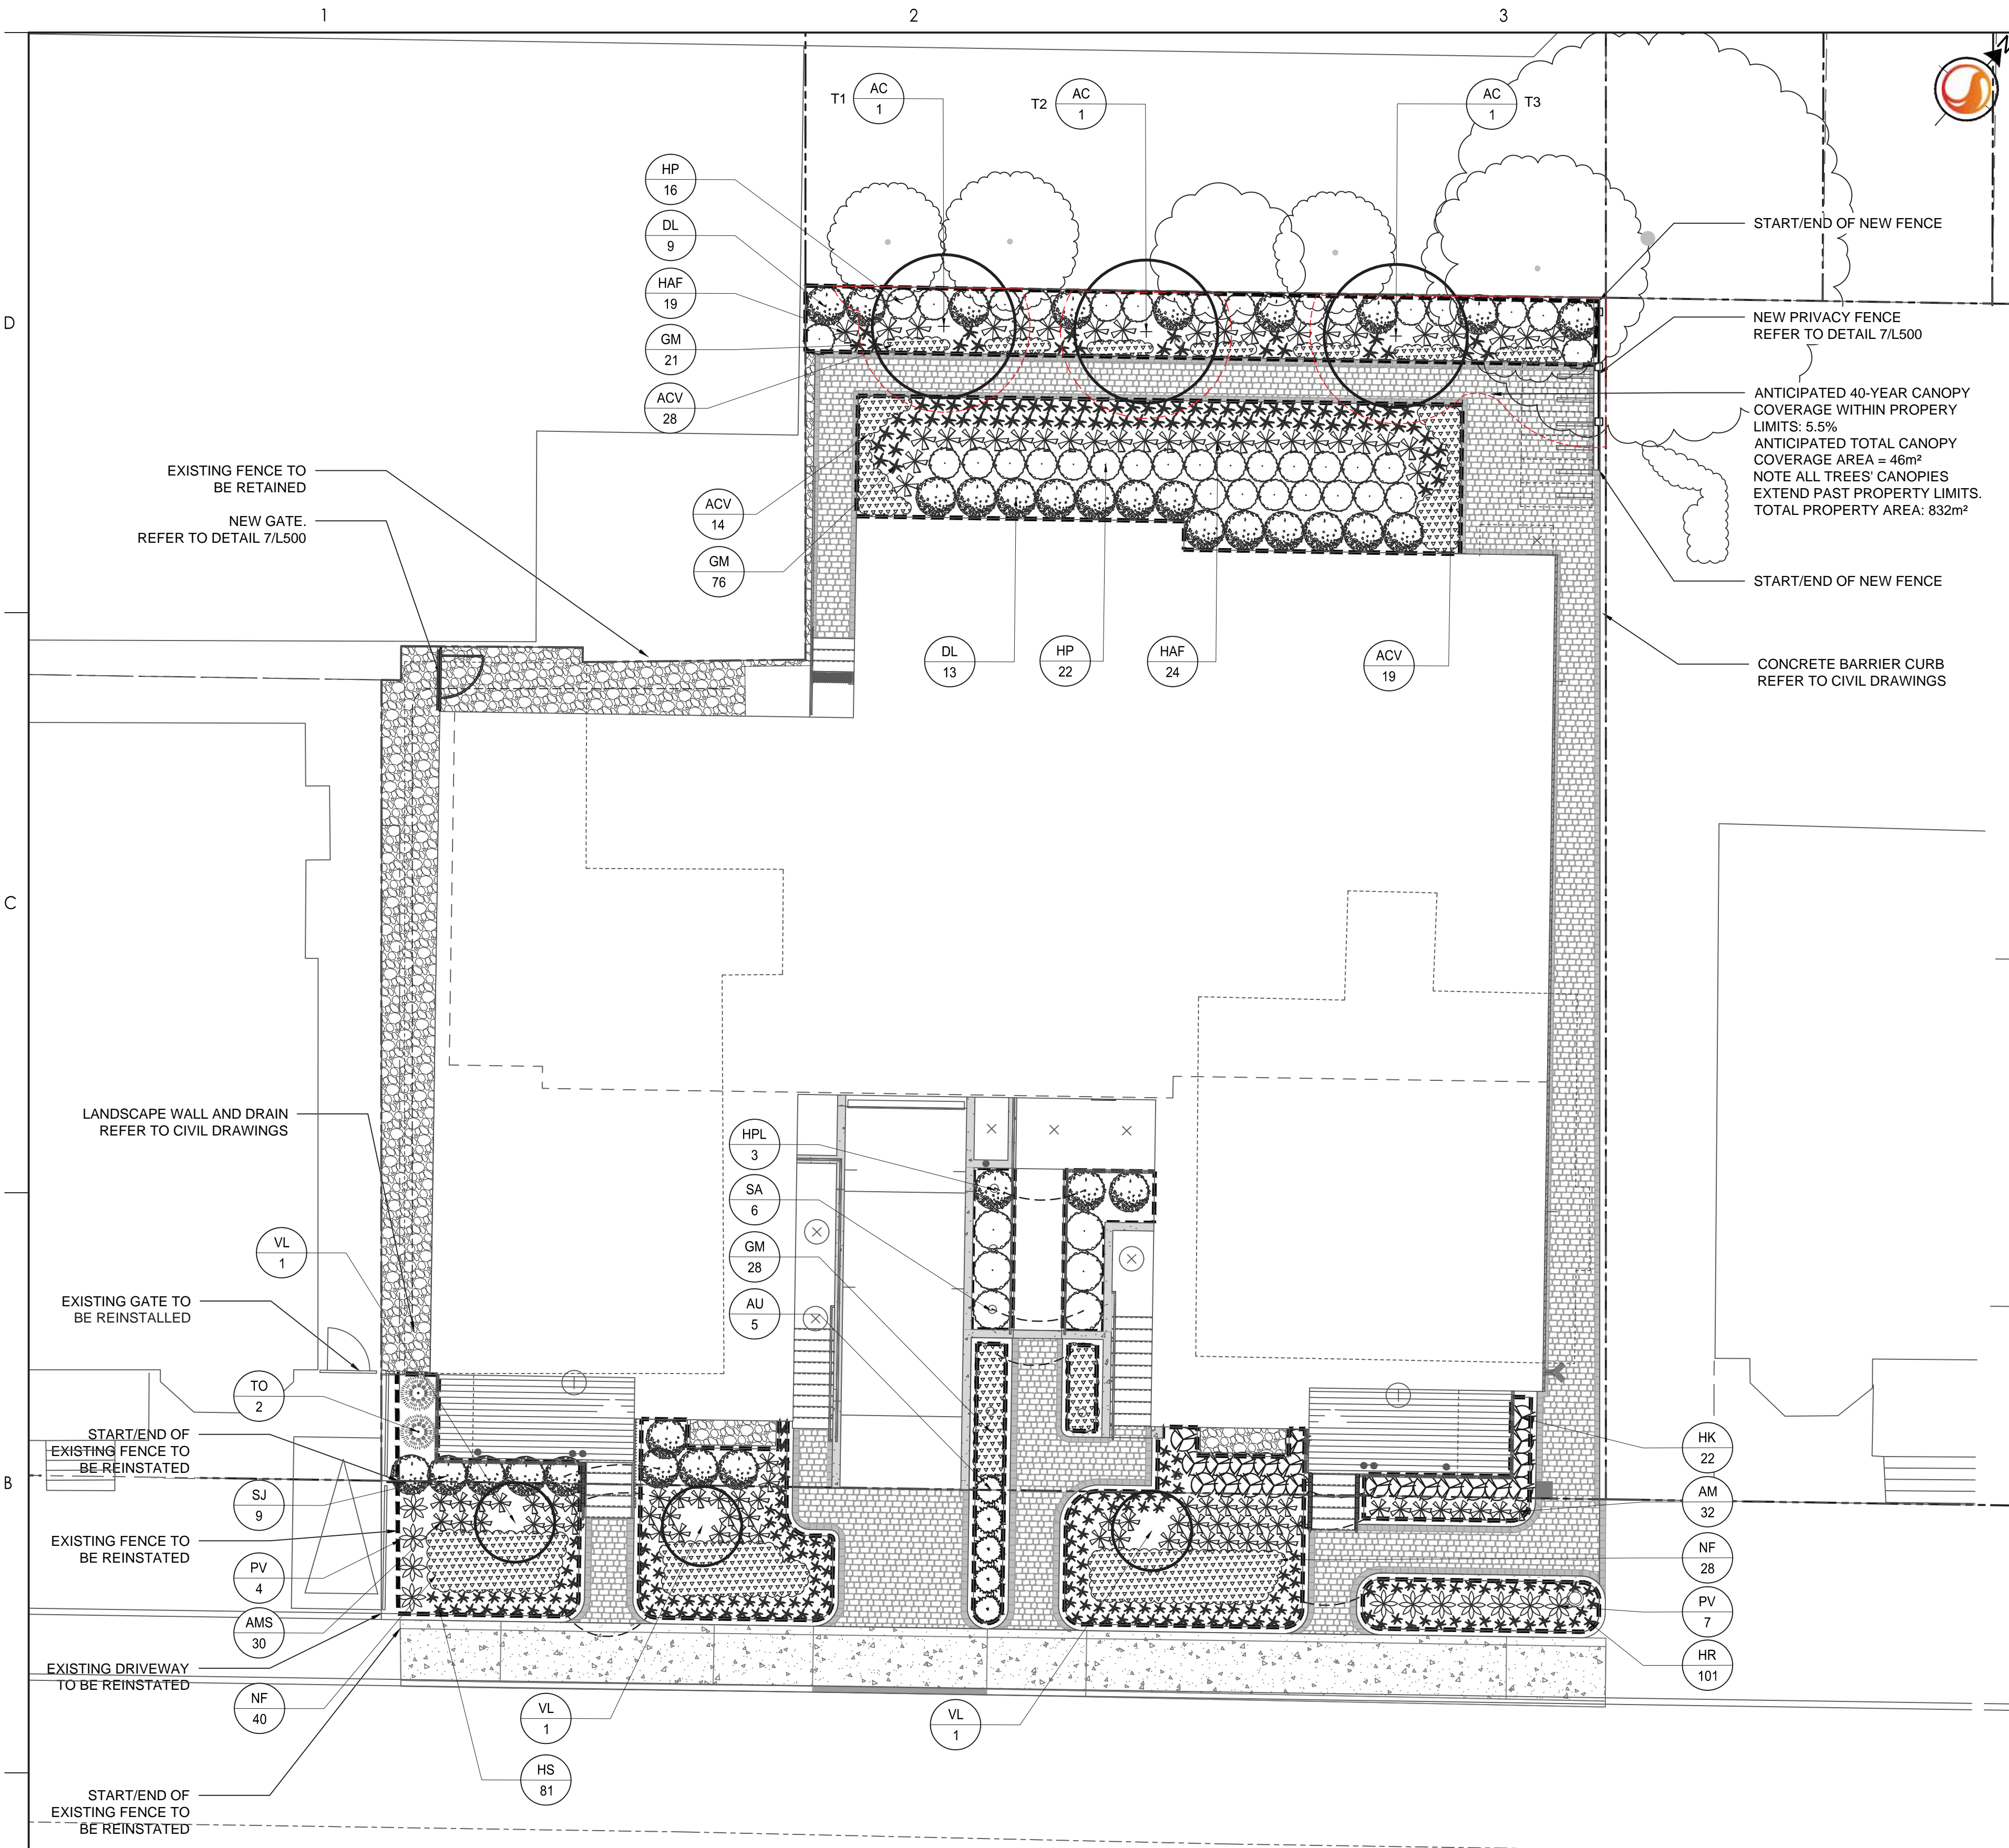 1
2
3
N
T1
AC
1
T2
AC
1
AC
1
T3
HP
16
DL
9
HAF
19
GM
21
ACV
28
START/END OF NEW FENCE
D
NEW PRIVACY FENCE
REFER TO DETAIL 7/L500
ANTICIPATED 40-YEAR CANOPY
COVERAGE WITHIN PROPERY
LIMITS: 5.5%
ANTICIPATED TOTAL CANOPY
COVERAGE AREA = 46m²
NOTE ALL TREES' CANOPIES
EXTEND PAST PROPERTY LIMITS.
TOTAL PROPERTY AREA: 832m²
EXISTING FENCE TO
BE RETAINED
NEW GATE.
REFER TO DETAIL 7/L500
ACV
14
GM
76
START/END OF NEW FENCE
DL
13
HP
22
HAF
24
ACV
19
CONCRETE BARRIER CURB
REFER TO CIVIL DRAWINGS
C
LANDSCAPE WALL AND DRAIN
REFER TO CIVIL DRAWINGS
HPL
3
SA
6
GM
28
AU
5
VL
1
EXISTING GATE TO
BE REINSTALLED
TO
2
START/END OF
EXISTING FENCE TO
BE REINSTATED
B
SJ
9
EXISTING FENCE TO
BE REINSTATED
PV
4
AMS
30
EXISTING DRIVEWAY
TO BE REINSTATED
NF
40
HK
22
AM
32
NF
28
PV
7
HR
101
VL
1
VL
1
HS
81
START/END OF
EXISTING FENCE TO
BE REINSTATED